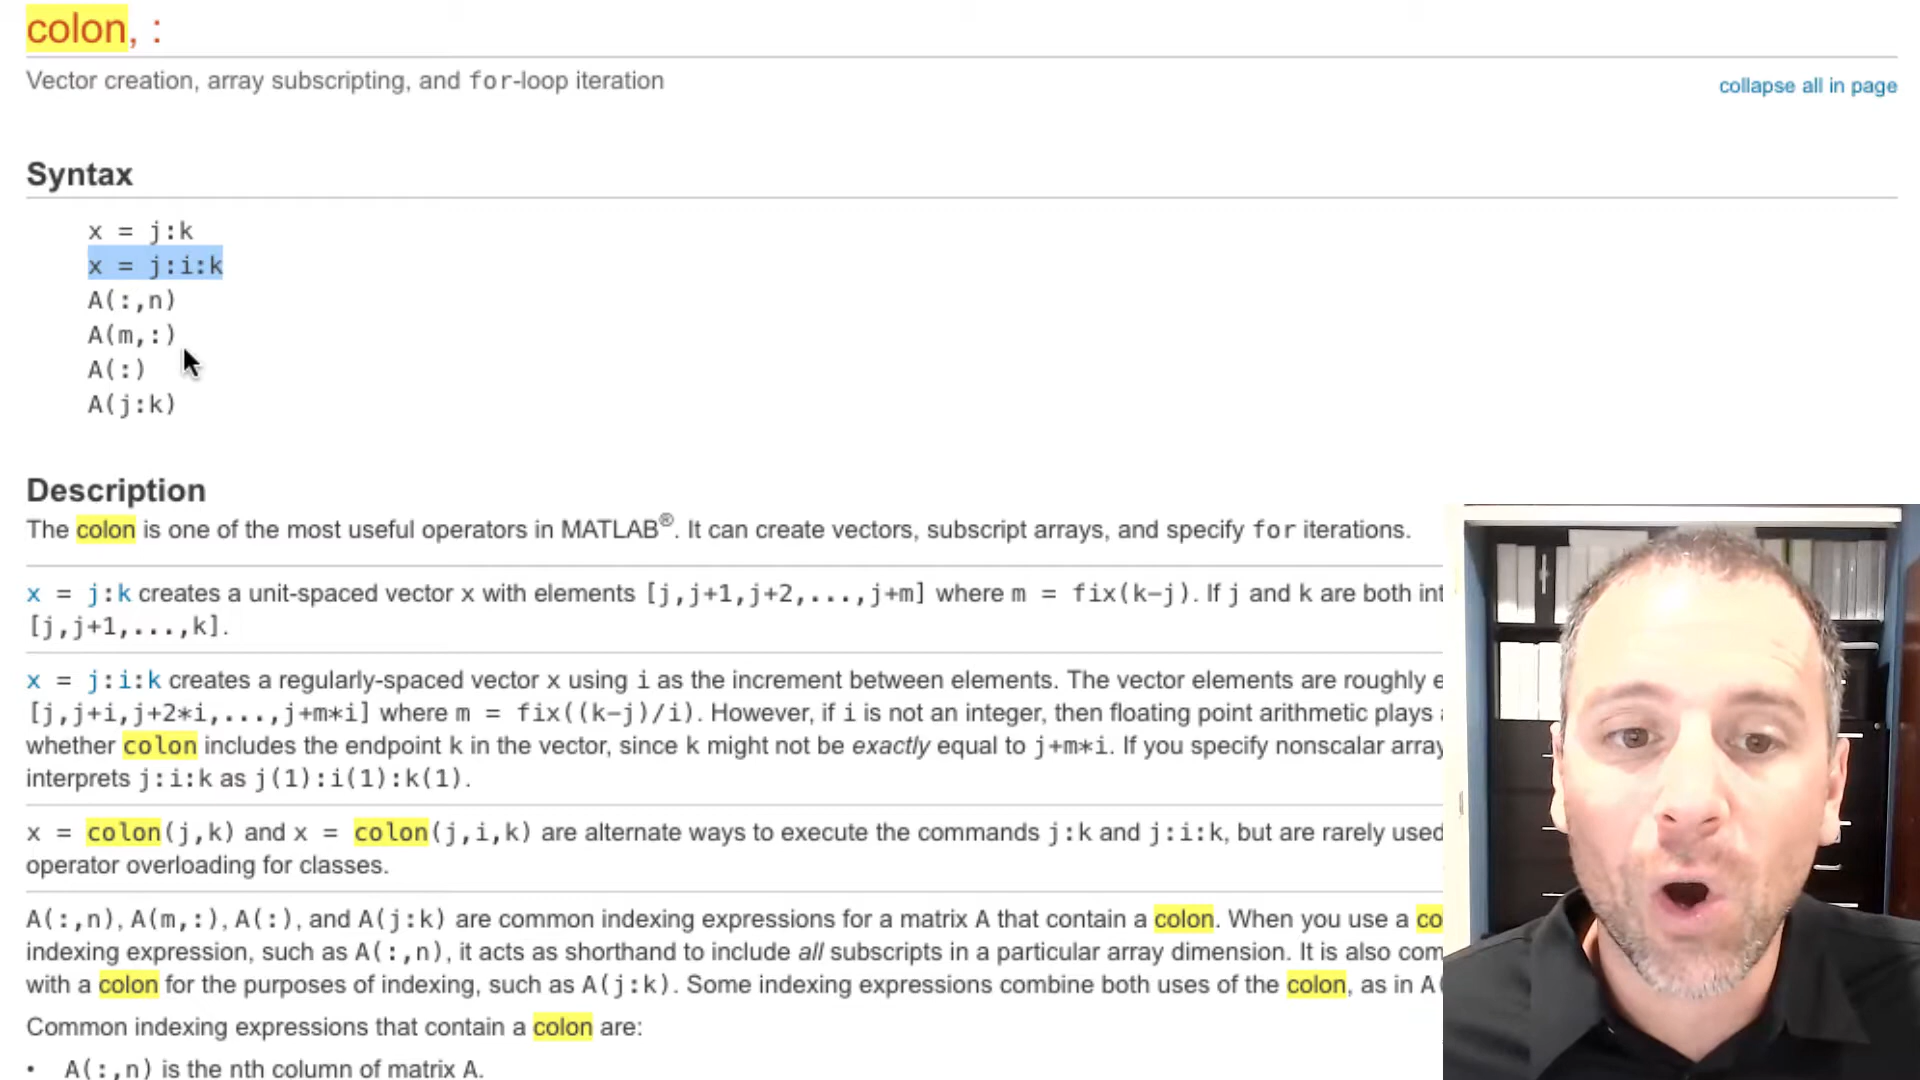 colon, :
Vector creation, array subscripting, and for-loop iteration
collapse all in page
Syntax
x = j:k
x = j:i:k
A(:,n)
A(m,:)
A(:)
A(j:k)
Description
The colon is one of the most useful operators in MATLAB®. It can create vectors, subscript arrays, and specify for iterations.
x = j:k creates a unit-spaced vector x with elements [j,j+1,j+2,...,j+m] where m = fix(k-j). If j and k are both int
[j,j+1,...,k].
x = j:i:k creates a regularly-spaced vector x using i as the increment between elements. The vector elements are roughly e
[j,j+i,j+2*i,...,j+m*i] where m = fix((k-j)/i). However, if i is not an integer, then floating point arithmetic plays
whether colon includes the endpoint k in the vector, since k might not be exactly equal to j+m*i. If you specify nonscalar array
interprets j:i:k as j(1):i(1):k(1).
x = colon(j,k) and x = colon(j,i,k) are alternate ways to execute the commands j:k and j:i:k, but are rarely used
operator overloading for classes.
A(:,n), A(m,:), A(:), and A(j:k) are common indexing expressions for a matrix A that contain a colon. When you use a co
indexing expression, such as A(:,n), it acts as shorthand to include all subscripts in a particular array dimension. It is also com
with a colon for the purposes of indexing, such as A(j:k). Some indexing expressions combine both uses of the colon, as in A(
Common indexing expressions that contain a colon are:
• A(:,n) is the nth column of matrix A.